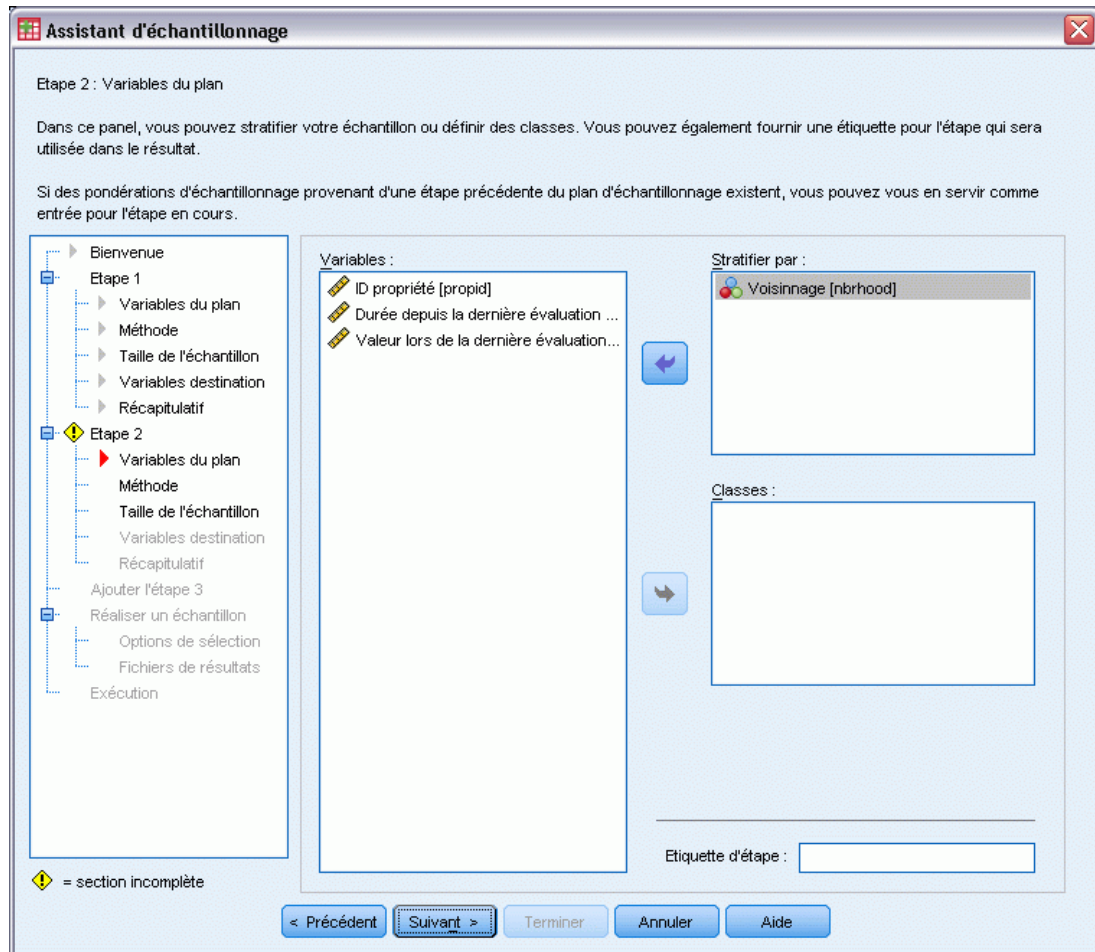 Assistant d'échantillonnage
Etape 2 : Variables du plan
Dans ce panel, vous pouvez stratifier votre échantillon ou définir des classes. Vous pouvez également fournir une étiquette pour l'étape qui sera
utilisée dans le résultat.
Si des pondérations d'échantillonnage provenant d'une étape précédente du plan d'échantillonnage existent, vous pouvez vous en servir comme
entrée pour l'étape en cours.
Bienvenue
Etape 1
Variables du plan
Méthode
Taille de l'échantillon
Variables destination
Récapitulatif
Etape 2
Variables du plan
Méthode
Taille de l'échantillon
Variables destination
Récapitulatif
Ajouter l'étape 3
Réaliser un échantillon
Options de sélection
Fichiers de résultats
Exécution
= section incomplète
Variables :
ID propriété [propid]
Durée depuis la dernière évaluation ...
Valeur lors de la dernière évaluation...
Stratifier par :
Voisinnage [nbrhood]
Classes :
Etiquette d'étape :
< Précédent
Suivant >
Terminer
Annuler
Aide